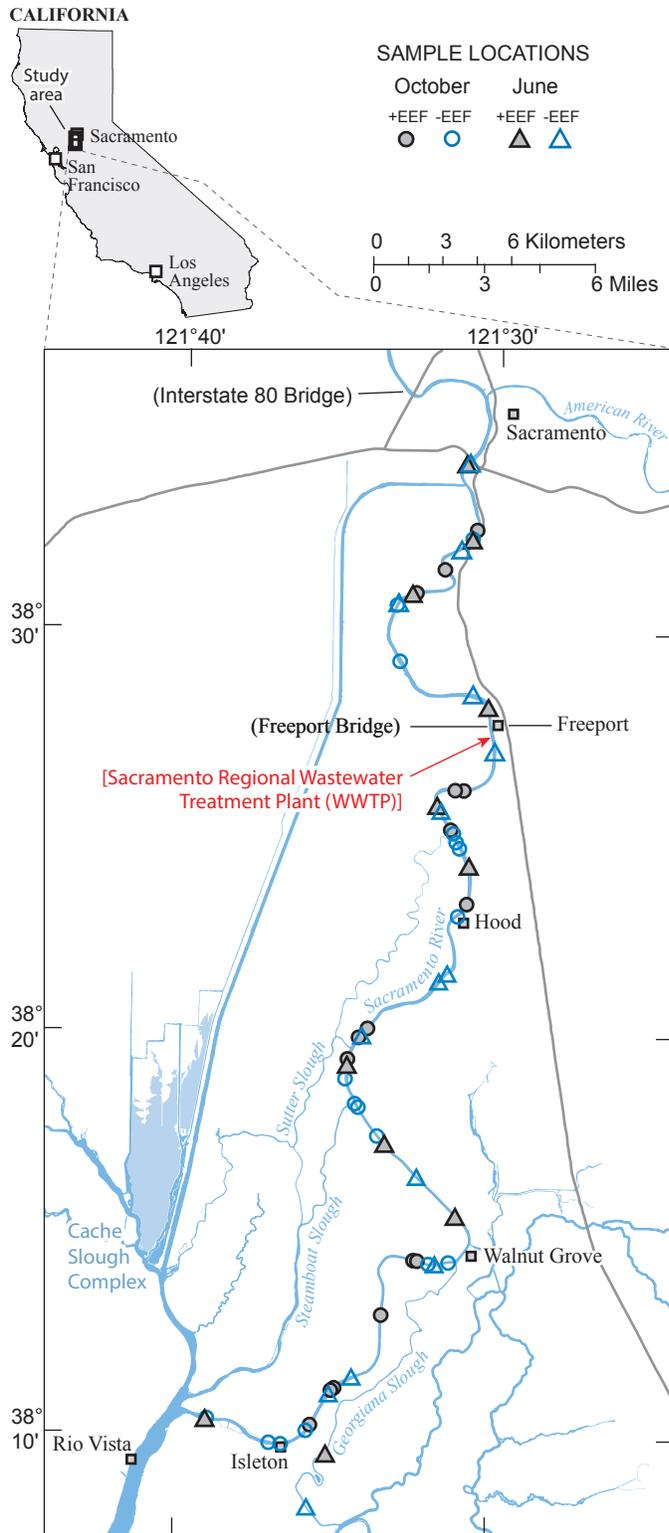 CALIFORNIA
Study
area
Sacramento
San
Francisco
Los
Angeles
SAMPLE LOCATIONS
October June
+EEF -EEF +EEF -EEF
0 3 6 Kilometers
0 3 6 Miles
121°40' 121°30'
(Interstate 80 Bridge)
American River
Sacramento
38°
30'
(Freeport Bridge)
Freeport
[Sacramento Regional Wastewater
Treatment Plant (WWTP)]
Hood
Sacramento River
38°
20'
Sutter Slough
Steamboat Slough
Cache
Slough
Complex
Walnut Grove
Georgiana Slough
38°
10'
Rio Vista
Isleton